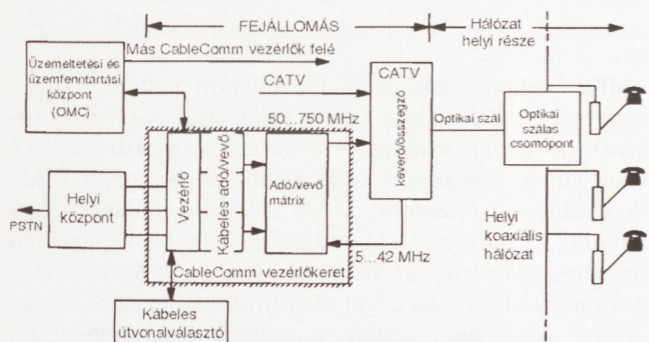 FEJÁLLOMÁS
Hálózat
helyi része
Üzemeltetési és
üzemfenntartási
központ
(OMC)
Más CableComm vezérlők felé
CATV
50...750 MHz
CATV
keverő/összegző
Optikai szál
Optikai
szálas
csomópont
Helyi
központ
PSTN
Vezérlő
Kábeles adó/vevő
Adó/vevő
mátrix
5...42 MHz
CableComm vezérlőkeret
Helyi
koaxiális
hálózat
Kábeles
útvonalválasztó